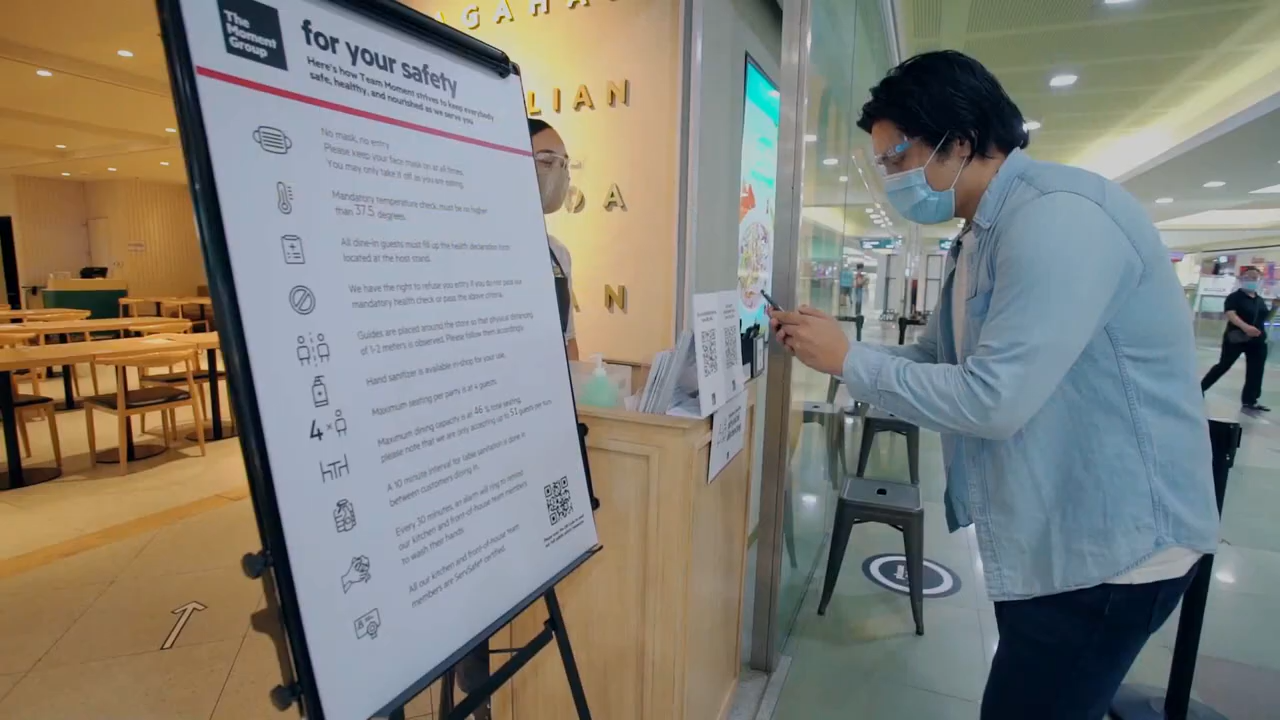 The
Moment
Group
for your safety
Here's how Team Moment strives to keep everybody
safe, healthy, and nourished as we serve you
No mask, no entry.
Please keep your face mask on at all times.
You may only take it off as you are eating.
Mandatory temperature check, must be no higher
than 37.5 degrees.
All dine-in guests must fill up the health declaration form
located at the host stand.
We have the right to refuse you entry if you do not pass our
mandatory health check or pass the above criteria.
Guides are placed around the store so that physical distancing
of 1-2 meters is observed. Please follow them accordingly.
Hand sanitizer is available in-shop for your use.
4x
Maximum seating per party is at 4 guests.
Maximum dining capacity is at 46
please note that we are only accepting up to 51 guests per hour.
A 10 minute interval for table sanitation is done in
between customers dining in.
Every 30 minutes, an alarm will ring to remind
our kitchen and front-of-house team members
to wash their hands.
All our kitchen and front-of-house team
members are ServSafe certified.
AGAHA
LIAN
DA
AN